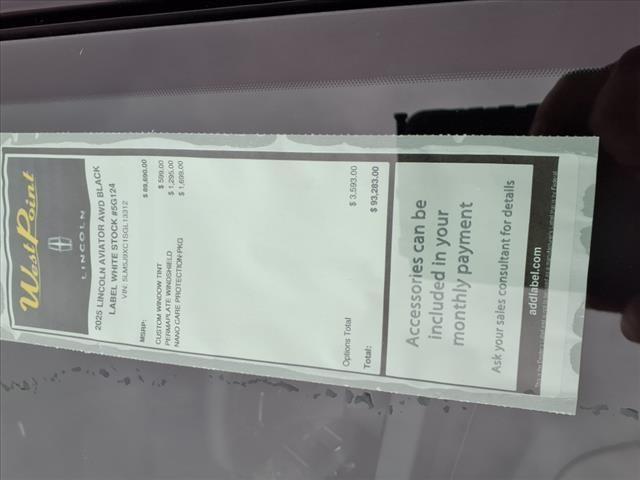 WestPoint
LINCOLN
2025 LINCOLN AVIATOR AWD BLACK
LABEL WHITE STOCK #5G124
VIN: 5LM5J9XC1SGL13312
MSRP: $ 89,690.00
CUSTOM WINDOW TINT $ 599.00
PERMAPLATE WINDSHIELD $ 1,295.00
NANO CARE PROTECTION PKG $ 1,699.00
Options Total $ 3,593.00
Total: $ 93,283.00
Accessories can be
included in your
monthly payment
Ask your sales consultant for details
addlabel.com